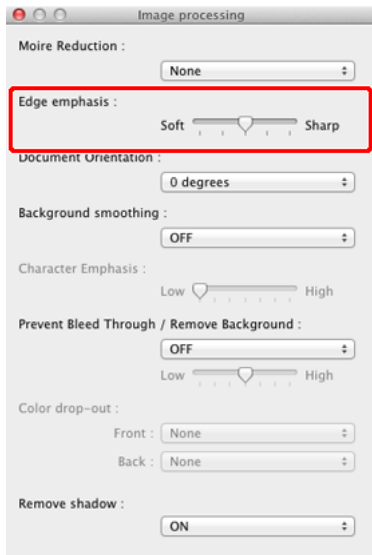 Image processing
Moire Reduction :
None
Edge emphasis :
Soft Sharp
Document Orientation :
0 degrees
Background smoothing :
OFF
Character Emphasis :
Low High
Prevent Bleed Through / Remove Background :
OFF
Low High
Color drop-out :
Front : None
Back : None
Remove shadow :
ON